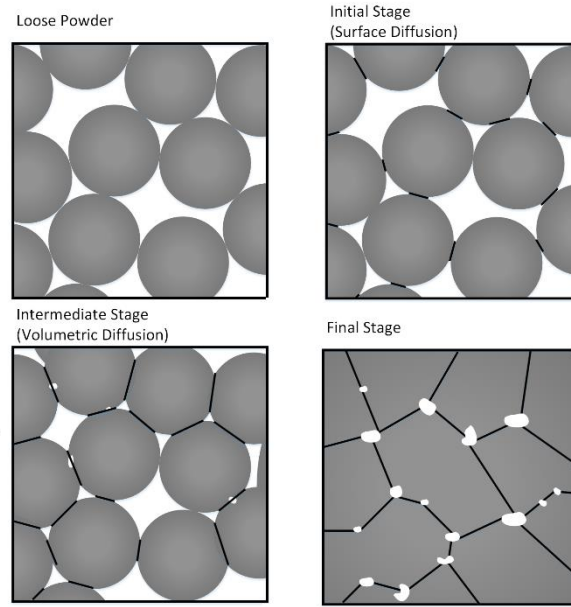 Loose Powder
Initial Stage
(Surface Diffusion)
Intermediate Stage
(Volumetric Diffusion)
Final Stage